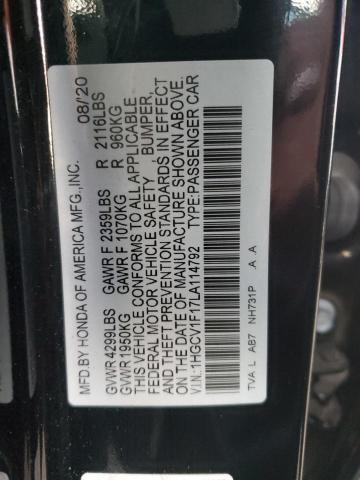 MFD.BY HONDA OF AMERICA MFG.,INC. 08/'20
GVWR 4299LBS GAWR F 2359LBS R 2116LBS
GVWR 1950KG GAWR F 1070KG R 960KG
THIS VEHICLE CONFORMS TO ALL APPLICABLE
FEDERAL MOTOR VEHICLE SAFETY, BUMPER,
AND THEFT PREVENTION STANDARDS IN EFFECT
ON THE DATE OF MANUFACTURE SHOWN ABOVE.
V.I.N.:1HGCV1F17LA114792 TYPE:PASSENGER CAR
TVA L AB7 NH731P .A .A